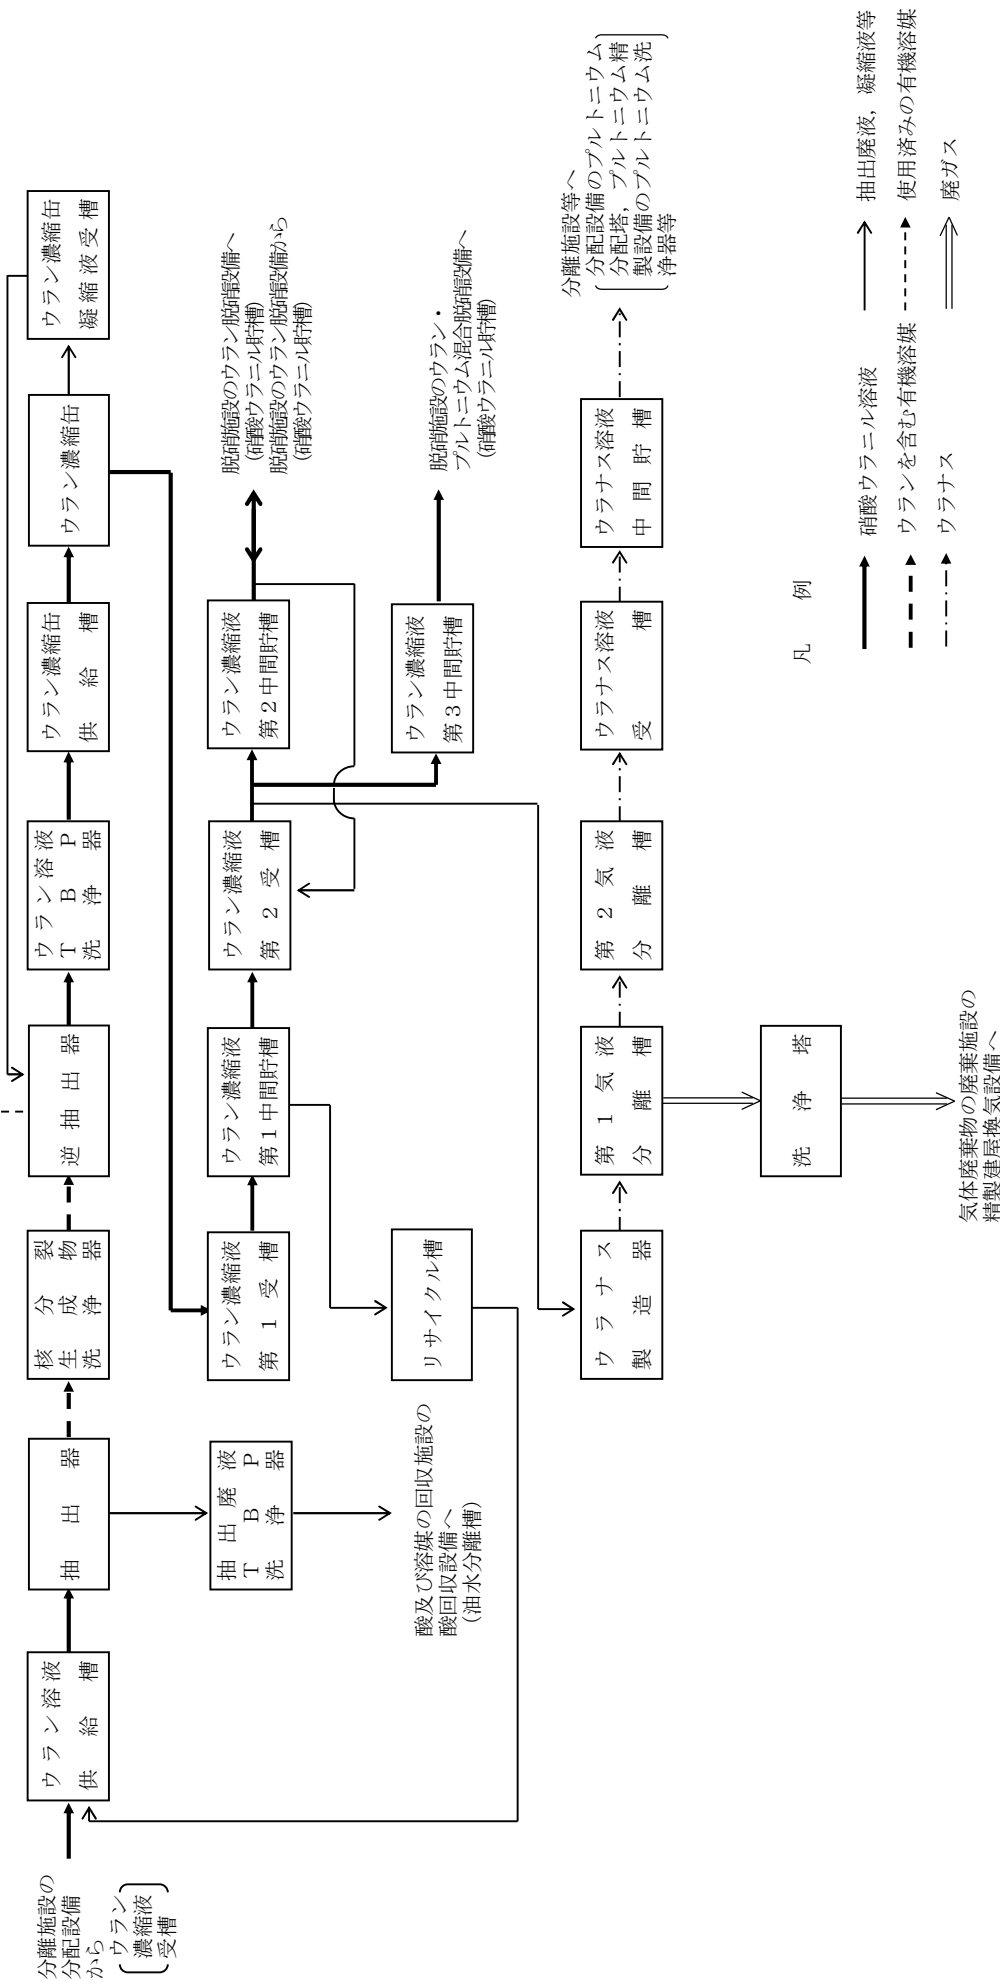 分離施設の
分配設備
から
ウラン
濃縮液
受槽
ウラン溶液
供給槽
抽出器
核分裂
生成物
洗浄器
逆抽出器
ウラン溶液
ＴＢＰ
洗浄器
ウラン濃縮缶
供給槽
ウラン濃縮缶
ウラン濃縮缶
凝縮液受槽
抽出廃液
ＴＢＰ
洗浄器
酸及び溶媒の回収施設の
酸回収設備へ
（油水分離槽）
ウラン濃縮液
第１受槽
ウラン濃縮液
第１中間貯槽
ウラン濃縮液
第２受槽
ウラン濃縮液
第２中間貯槽
脱硝施設のウラン脱硝設備へ
（硝酸ウラニル貯槽）
脱硝施設のウラン脱硝設備から
（硝酸ウラニル貯槽）
リサイクル槽
ウラン濃縮液
第３中間貯槽
脱硝施設のウラン・
プルトニウム混合脱硝設備へ
（硝酸ウラニル貯槽）
ウラナス
製造器
第１気液
分離槽
第２気液
分離槽
ウラナス溶液
受槽
ウラナス溶液
中間貯槽
分離施設等へ
分配設備のプルトニウム
分配塔，プルトニウム精
製設備のプルトニウム洗
浄器等
洗浄塔
気体廃棄物の廃棄施設の
精製建屋換気設備へ
凡例
硝酸ウラニル溶液
抽出廃液，凝縮液等
ウランを含む有機溶媒
使用済みの有機溶媒
ウラナス
廃ガス